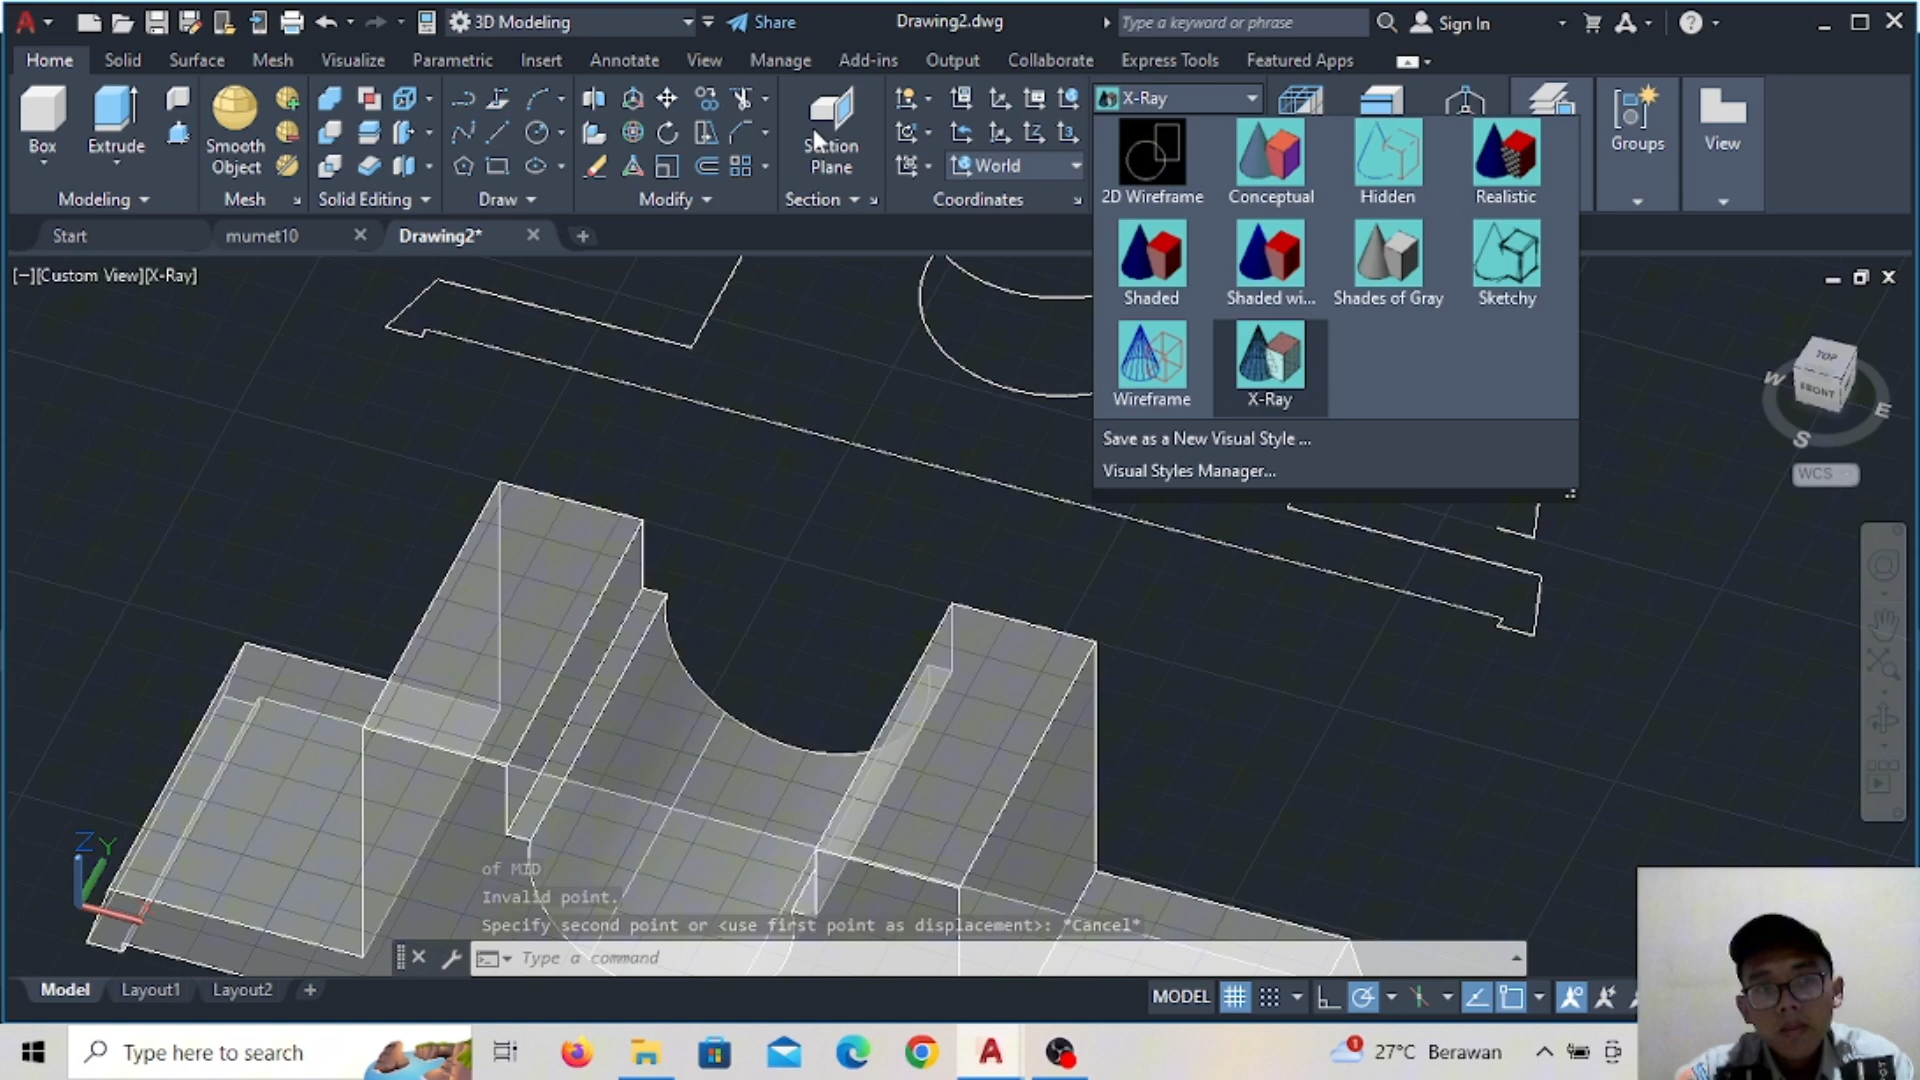 3D Modeling
Share
Drawing2.dwg
Type a keyword or phrase
Sign In
Home Solid Surface Mesh Visualize Parametric Insert Annotate View Manage Add-ins Output Collaborate Express Tools Featured Apps
Box
Extrude
Smooth
Object
Section
Plane
World
X-Ray
Groups
View
Modeling Mesh Solid Editing Draw Modify Section Coordinates
2D Wireframe Conceptual Hidden Realistic
Shaded Shaded wi... Shades of Gray Sketchy
Wireframe X-Ray
Save as a New Visual Style ...
Visual Styles Manager...
Start mumet10 Drawing2*
[−][Custom View][X-Ray]
TOP
FRONT
W
E
S
WCS
Z
Y
of MID
Invalid point.
Specify second point or <use first point as displacement>: *Cancel*
Type a command
Model Layout1 Layout2
MODEL
Type here to search
1
27°C Berawan